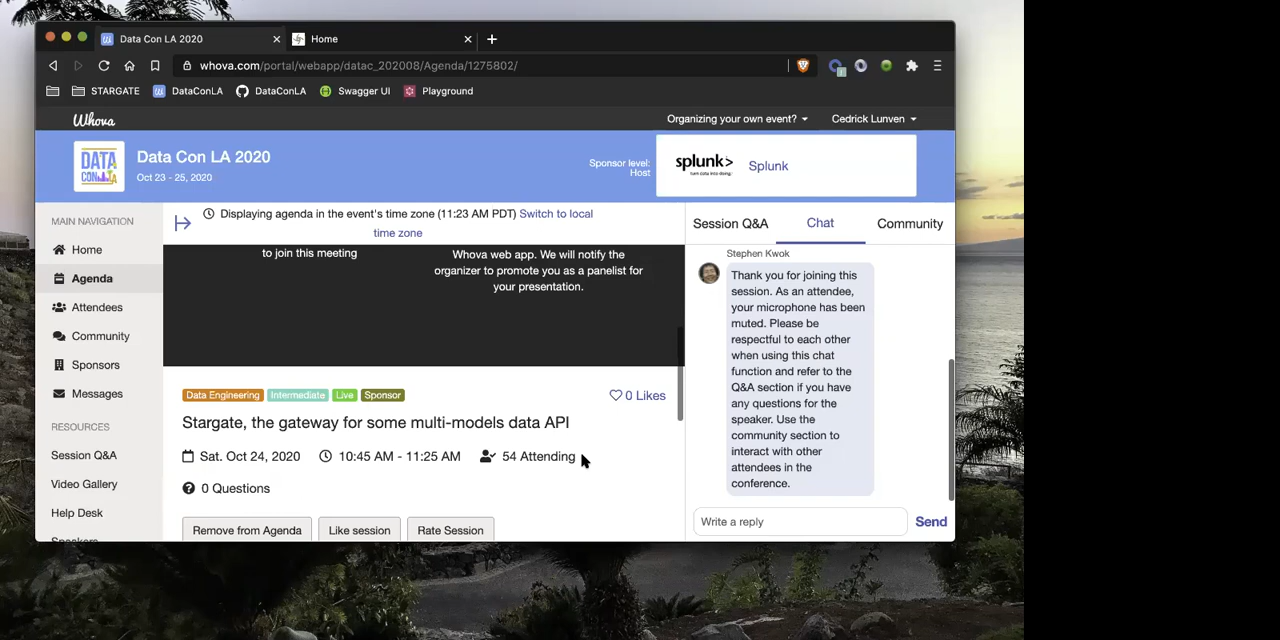 Data Con LA 2020
Home
whova.com/portal/webapp/datac_202008/Agenda/1275802/
STARGATE
DataConLA
DataConLA
Swagger UI
Playground
Whova
Organizing your own event?
Cedrick Lunven
DATA
CON LA
Data Con LA 2020
Oct 23 - 25, 2020
Sponsor level:
Host
splunk>
turn data into doing
Splunk
MAIN NAVIGATION
Home
Agenda
Attendees
Community
Sponsors
Messages
RESOURCES
Session Q&A
Video Gallery
Help Desk
Speakers
Displaying agenda in the event's time zone (11:23 AM PDT) Switch to local
time zone
to join this meeting
Whova web app. We will notify the
organizer to promote you as a panelist for
your presentation.
Data Engineering
Intermediate
Live
Sponsor
0 Likes
Stargate, the gateway for some multi-models data API
Sat. Oct 24, 2020
10:45 AM - 11:25 AM
54 Attending
0 Questions
Remove from Agenda
Like session
Rate Session
Session Q&A
Chat
Community
Stephen Kwok
Thank you for joining this
session. As an attendee,
your microphone has been
muted. Please be
respectful to each other
when using this chat
function and refer to the
Q&A section if you have
any questions for the
speaker. Use the
community section to
interact with other
attendees in the
conference.
Write a reply
Send